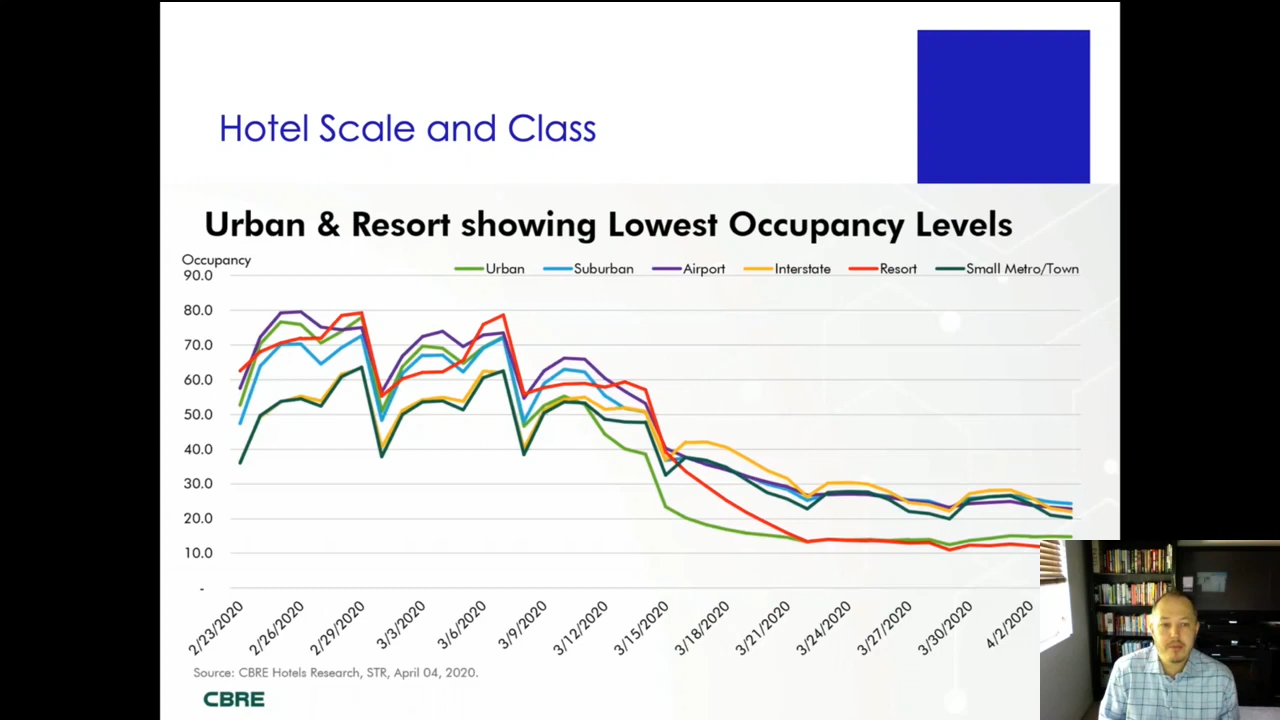 Hotel Scale and Class
Urban & Resort showing Lowest Occupancy Levels
Occupancy
Urban Suburban Airport Interstate Resort Small Metro/Town
90.0
80.0
70.0
60.0
50.0
40.0
30.0
20.0
10.0
-
2/23/2020 2/26/2020 2/29/2020 3/3/2020 3/6/2020 3/9/2020 3/12/2020 3/15/2020 3/18/2020 3/21/2020 3/24/2020 3/27/2020 3/30/2020 4/2/2020
Source: CBRE Hotels Research, STR, April 04, 2020.
CBRE